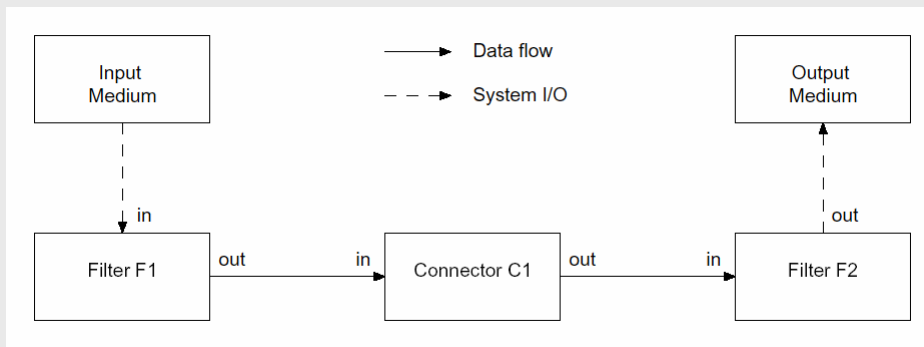 Input
Medium
Data flow
System I/O
Output
Medium
in
out
Filter F1
out
in
Connector C1
out
in
Filter F2